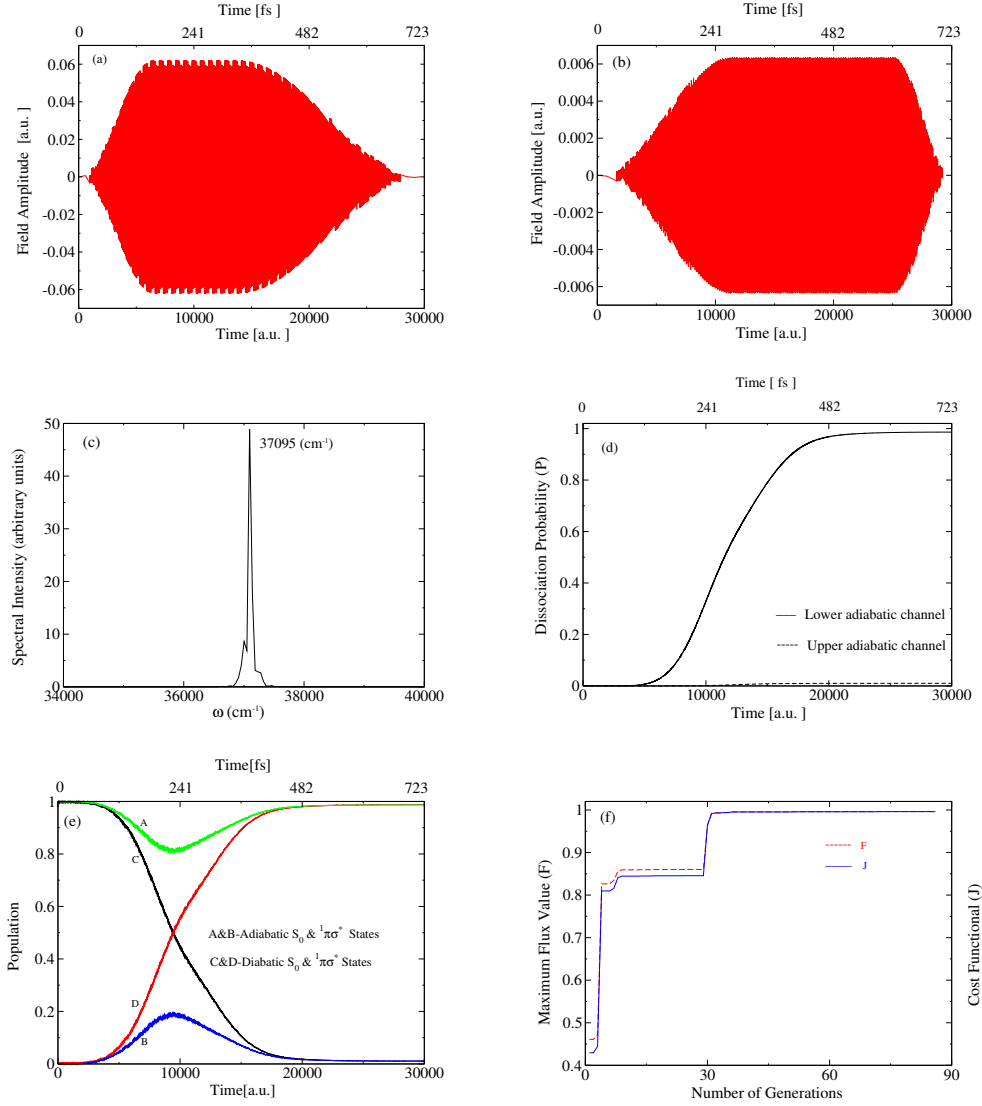 Time [fs ]
0 241 482 723
(a)
0.06
0.04
0.02
0
-0.02
-0.04
-0.06
Field Amplitude [a.u. ]
0 10000 20000 30000
Time [a.u. ]
Time [fs]
0 241 482 723
(b)
0.006
0.004
0.002
0
-0.002
-0.004
-0.006
Field Amplitude [a.u.]
0 10000 20000 30000
Time [a.u.]
(c)
37095 (cm⁻¹)
50
40
30
20
10
0
Spectral Intensity (arbitrary units)
34000 36000 38000 40000
ω (cm⁻¹)
Time [ fs ]
0 241 482 723
(d)
1
0.8
0.6
0.4
0.2
0
Dissociation Probability (P)
Lower adiabatic channel
Upper adiabatic channel
0 10000 20000 30000
Time [a.u. ]
Time[fs]
0 241 482 723
(e)
1
0.8
0.6
0.4
0.2
0
Population
A
C
D
B
A&B-Adiabatic S₀ & ¹πσ* States
C&D-Diabatic S₀ & ¹πσ* States
0 10000 20000 30000
Time[a.u.]
(f)
1
0.9
0.8
0.7
0.6
0.5
0.4
Maximum Flux Value (F)
F
J
Cost Functional (J)
0 30 60 90
Number of Generations